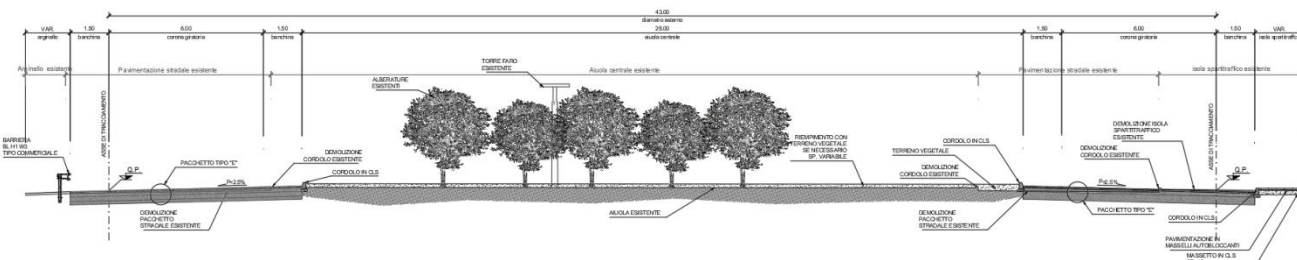 43.00
diametro esterno
VAR.
arginello
1.50
banchina
6.00
corona giratoria
1.50
banchina
28.00
aiuola centrale
1.50
banchina
6.00
corona giratoria
1.50
banchina
VAR.
isola spartitraffico
Arginello esistente
Pavimentazione stradale esistente
Aiuola centrale esistente
Pavimentazione stradale esistente
isola spartitraffico esistente
TORRE FARO
ESISTENTE
ALBERATURE
ESISTENTI
ASSE DI TRACCIAMENTO
BARRIERA
BL H1 W3
TIPO COMMERCIALE
Q.P.
PACCHETTO TIPO "E"
DEMOLIZIONE
CORDOLO ESISTENTE
CORDOLO IN CLS
DEMOLIZIONE
PACCHETTO
STRADALE ESISTENTE
AIUOLA ESISTENTE
RIEMPIMENTO CON
TERRENO VEGETALE
SE NECESSARIO
SP. VARIABILE
CORDOLO IN CLS
TERRENO VEGETALE
DEMOLIZIONE
CORDOLO ESISTENTE
DEMOLIZIONE
PACCHETTO
STRADALE ESISTENTE
DEMOLIZIONE ISOLA
SPARTITRAFFICO
ESISTENTE
DEMOLIZIONE
CORDOLO ESISTENTE
ASSE DI TRACCIAMENTO
Q.P.
PACCHETTO TIPO "E"
CORDOLO IN CLS
PAVIMENTAZIONE IN
MASSELLI AUTOBLOCCANTI
MASSETTO IN CLS